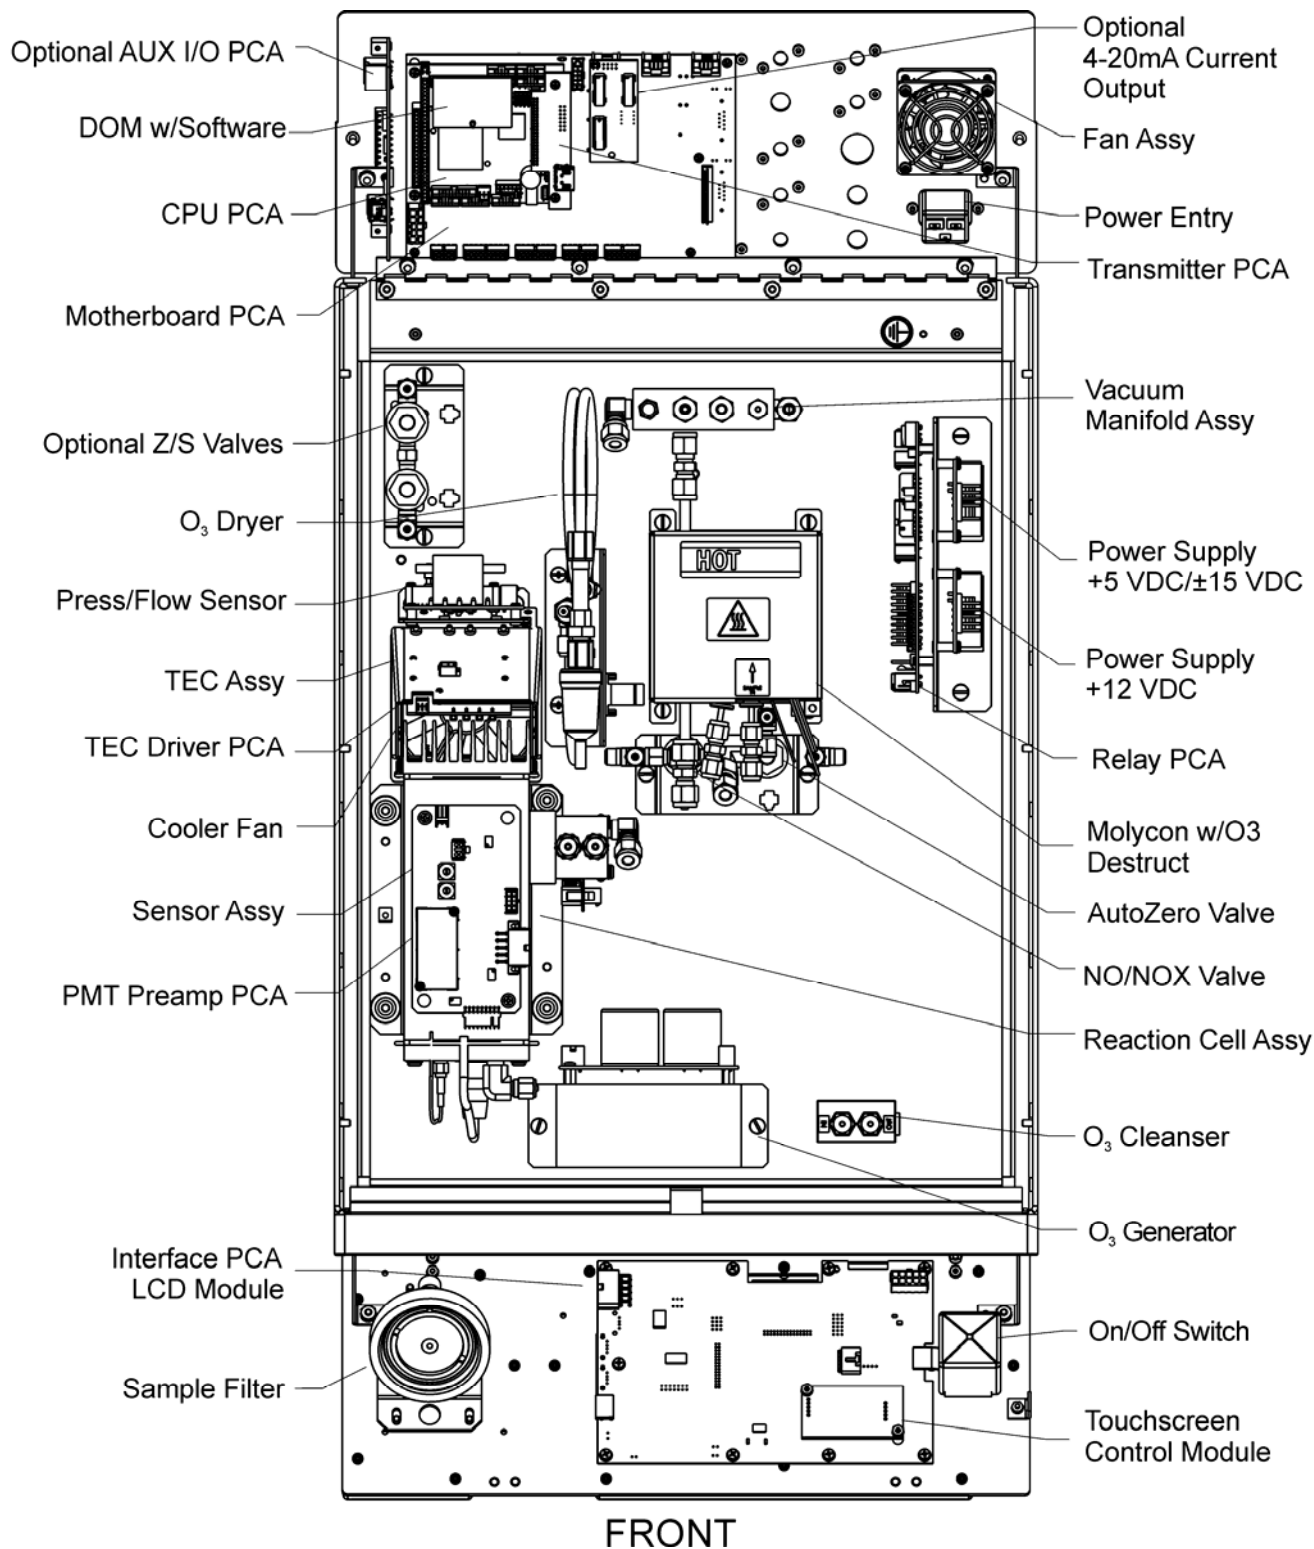 Optional AUX I/O PCA
DOM w/Software
CPU PCA
Motherboard PCA
Optional Z/S Valves
O₃ Dryer
Press/Flow Sensor
TEC Assy
TEC Driver PCA
Cooler Fan
Sensor Assy
PMT Preamp PCA
Interface PCA
LCD Module
Sample Filter
Optional
4-20mA Current
Output
Fan Assy
Power Entry
Transmitter PCA
Vacuum
Manifold Assy
Power Supply
+5 VDC/±15 VDC
Power Supply
+12 VDC
Relay PCA
Molycon w/O3
Destruct
AutoZero Valve
NO/NOX Valve
Reaction Cell Assy
O₃ Cleanser
O₃ Generator
On/Off Switch
Touchscreen
Control Module
HOT
FRONT